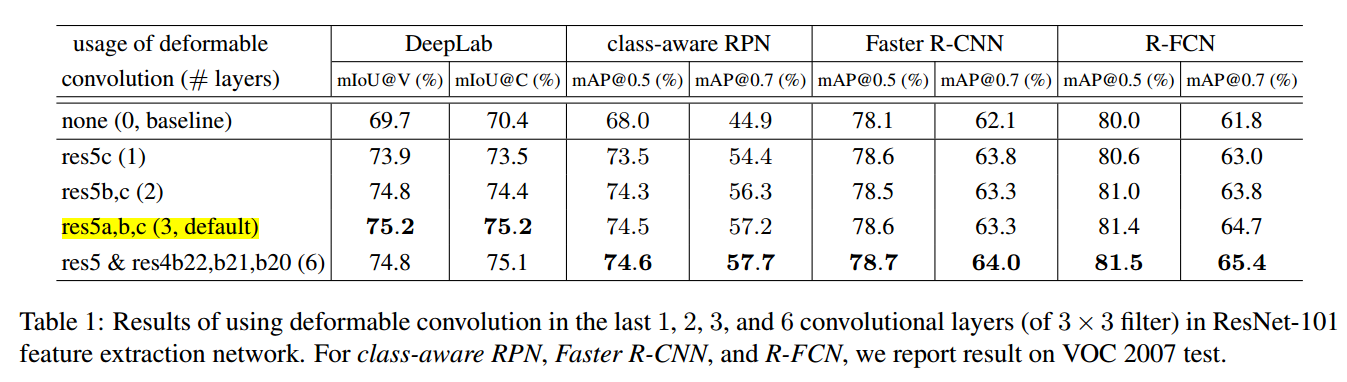 usage of deformable DeepLab class-aware RPN Faster R-CNN R-FCN
convolution (# layers) mIoU@V (%) mIoU@C (%) mAP@0.5 (%) mAP@0.7 (%) mAP@0.5 (%) mAP@0.7 (%) mAP@0.5 (%) mAP@0.7 (%)
none (0, baseline) 69.7 70.4 68.0 44.9 78.1 62.1 80.0 61.8
res5c (1) 73.9 73.5 73.5 54.4 78.6 63.8 80.6 63.0
res5b,c (2) 74.8 74.4 74.3 56.3 78.5 63.3 81.0 63.8
res5a,b,c (3, default) 75.2 75.2 74.5 57.2 78.6 63.3 81.4 64.7
res5 & res4b22,b21,b20 (6) 74.8 75.1 74.6 57.7 78.7 64.0 81.5 65.4
Table 1: Results of using deformable convolution in the last 1, 2, 3, and 6 convolutional layers (of 3 × 3 filter) in ResNet-101
feature extraction network. For class-aware RPN, Faster R-CNN, and R-FCN, we report result on VOC 2007 test.